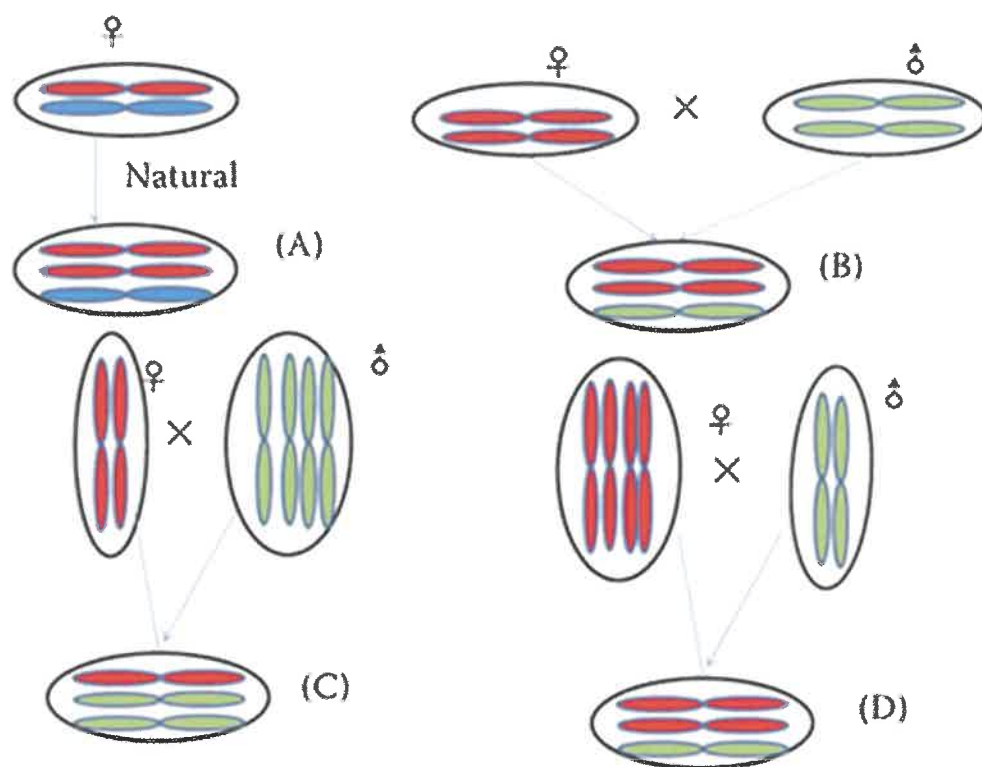 ♀
♀
×
♂
Natural
(A)
(B)
♀
×
♂
♀
×
♂
(C)
(D)